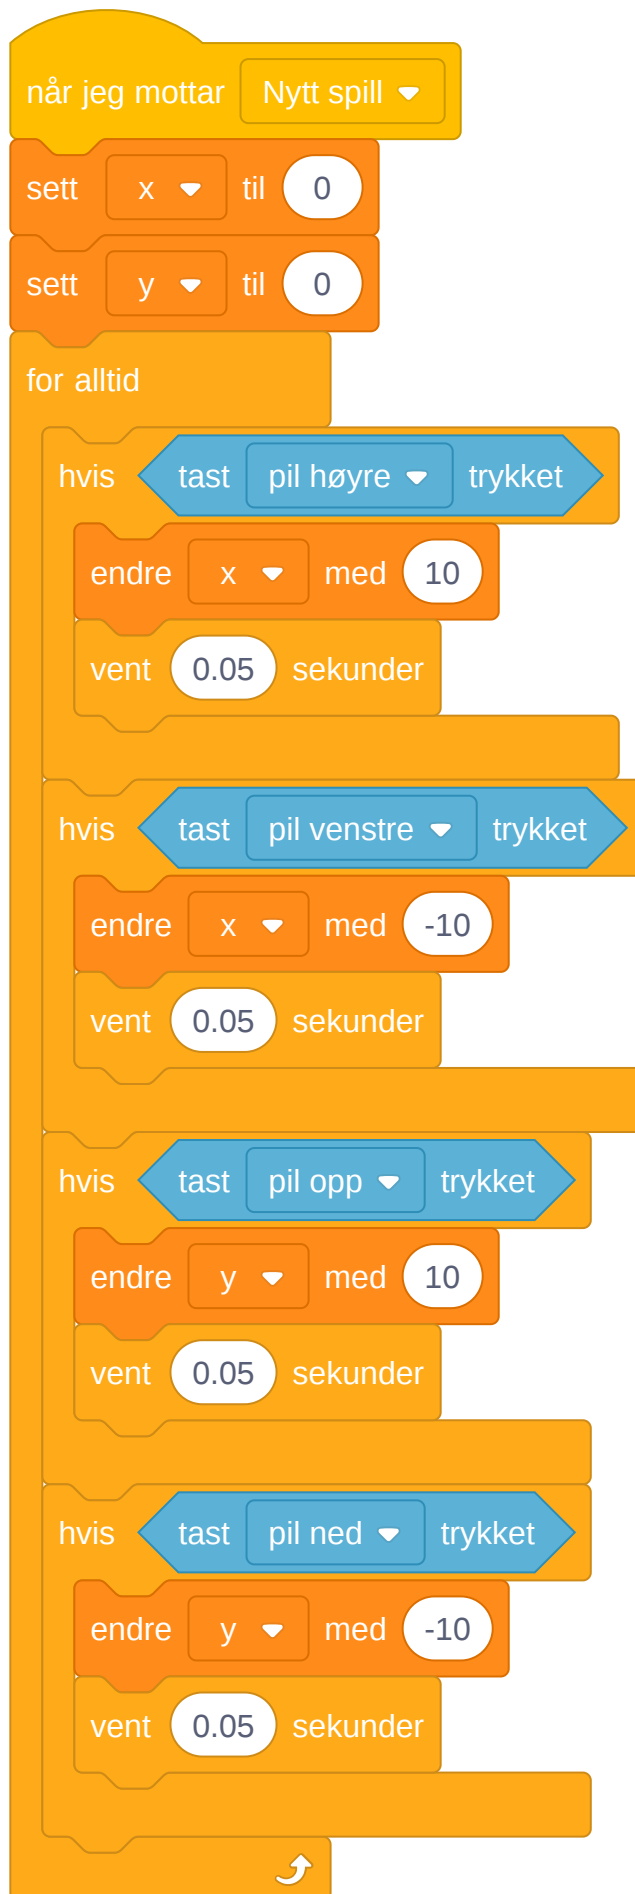 når jeg mottar Nytt spill
sett x til 0
sett y til 0
for alltid
hvis tast pil høyre trykket
endre x med 10
vent 0.05 sekunder
hvis tast pil venstre trykket
endre x med -10
vent 0.05 sekunder
hvis tast pil opp trykket
endre y med 10
vent 0.05 sekunder
hvis tast pil ned trykket
endre y med -10
vent 0.05 sekunder